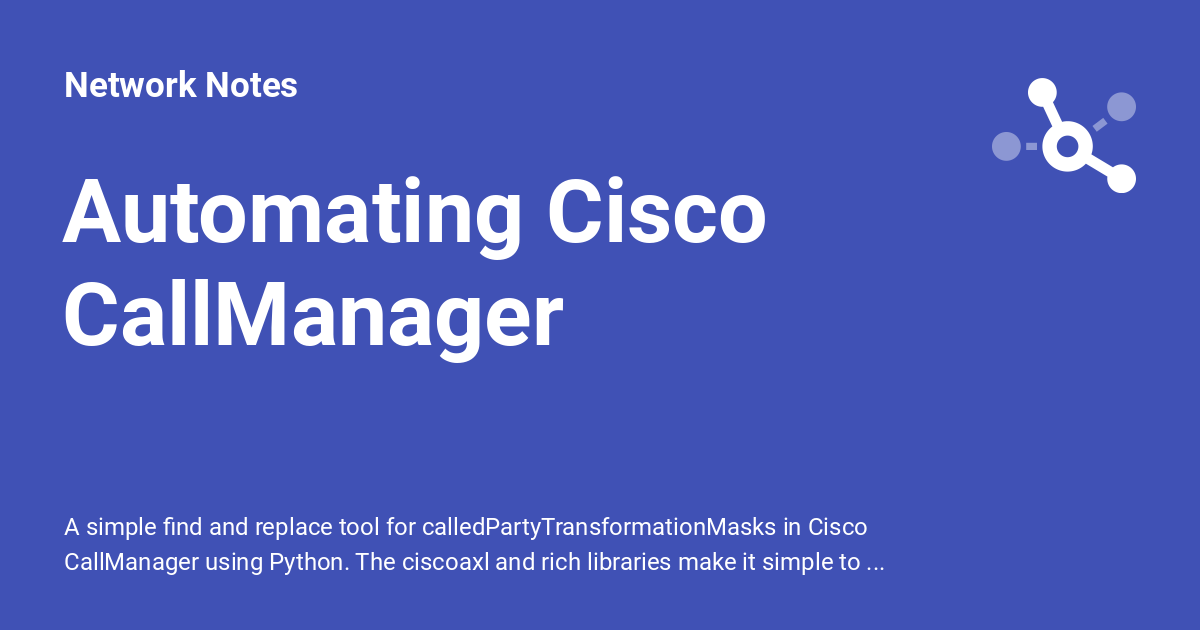 Network Notes
Automating Cisco
CallManager
A simple find and replace tool for calledPartyTransformationMasks in Cisco
CallManager using Python. The ciscoaxl and rich libraries make it simple to ...